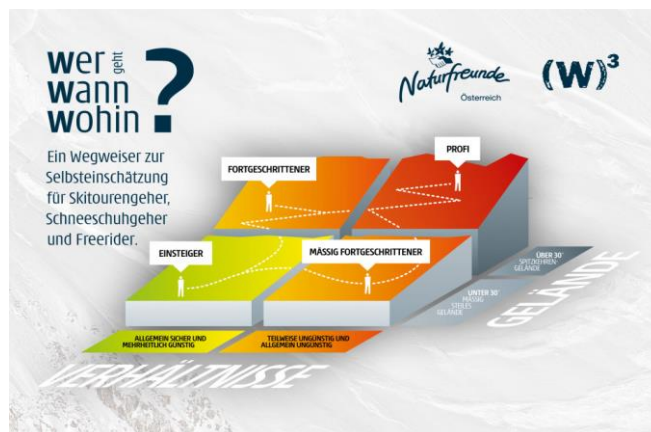 wer geht
wann
wohin ?
Naturfreunde
Österreich
(W)³
Ein Wegweiser zur
Selbsteinschätzung
für Skitourengeher,
Schneeschuhgeher
und Freerider.
PROFI
FORTGESCHRITTENER
EINSTEIGER
MÄSSIG FORTGESCHRITTENER
ÜBER 30°
SPITZKEHREN-
GELÄNDE
UNTER 30°
MÄSSIG
STEILES
GELÄNDE
GELÄNDE
ALLGEMEIN SICHER UND
MEHRHEITLICH GÜNSTIG
TEILWEISE UNGÜNSTIG UND
ALLGEMEIN UNGÜNSTIG
VERHÄLTNISSE